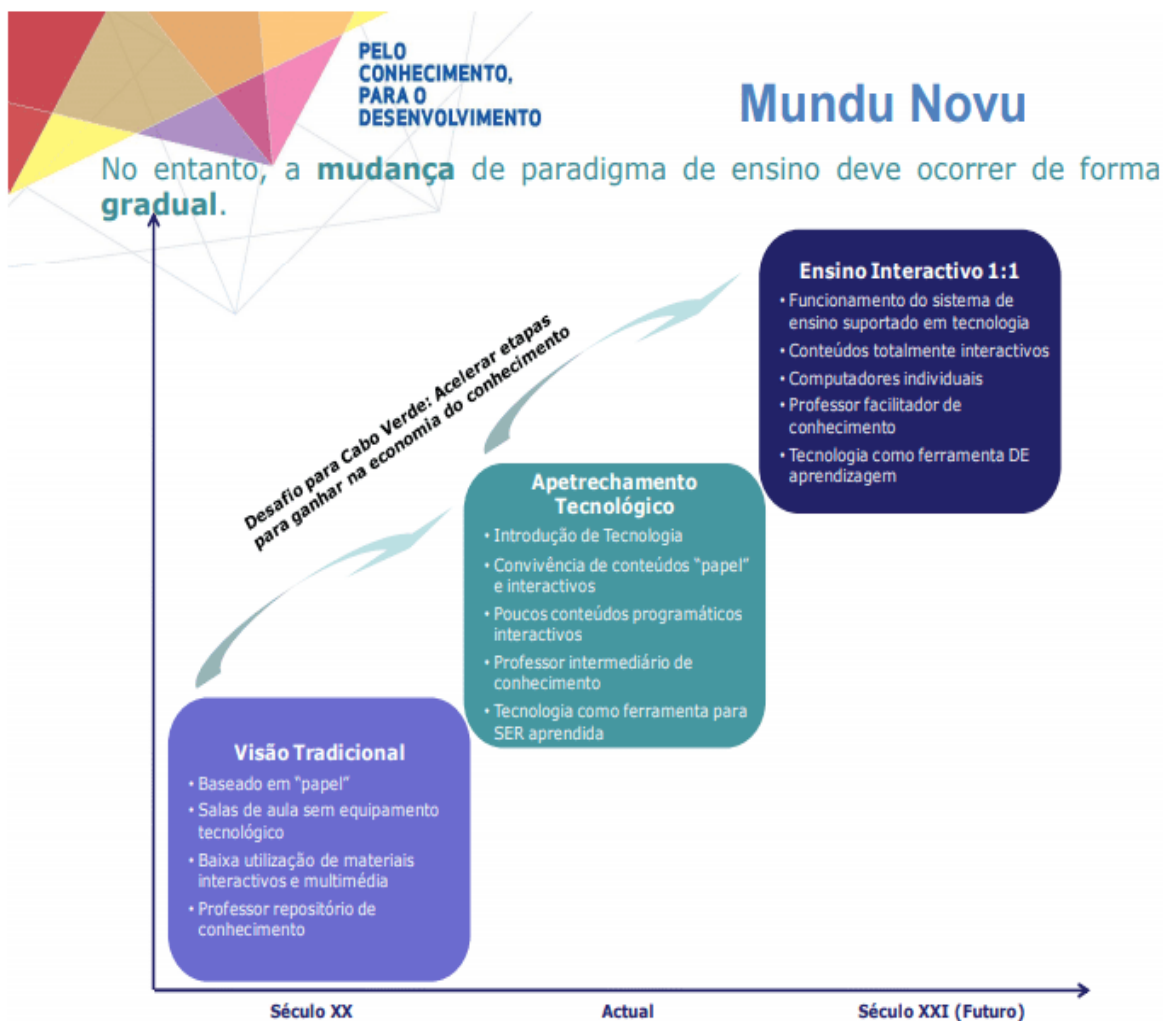 PELO
CONHECIMENTO,
PARA O
DESENVOLVIMENTO
Mundu Novu
No entanto, a mudança de paradigma de ensino deve ocorrer de forma
gradual.
Ensino Interactivo 1:1
• Funcionamento do sistema de
ensino suportado em tecnologia
• Conteúdos totalmente interactivos
• Computadores individuais
• Professor facilitador de
conhecimento
• Tecnologia como ferramenta DE
aprendizagem
Desafio para Cabo Verde: Acelerar etapas
para ganhar na economia do conhecimento
Apetrechamento
Tecnológico
• Introdução de Tecnologia
• Convivência de conteúdos "papel"
e interactivos
• Poucos conteúdos programáticos
interactivos
• Professor intermediário de
conhecimento
• Tecnologia como ferramenta para
SER aprendida
Visão Tradicional
• Baseado em "papel"
• Salas de aula sem equipamento
tecnológico
• Baixa utilização de materiais
interactivos e multimédia
• Professor repositório de
conhecimento
Século XX
Actual
Século XXI (Futuro)